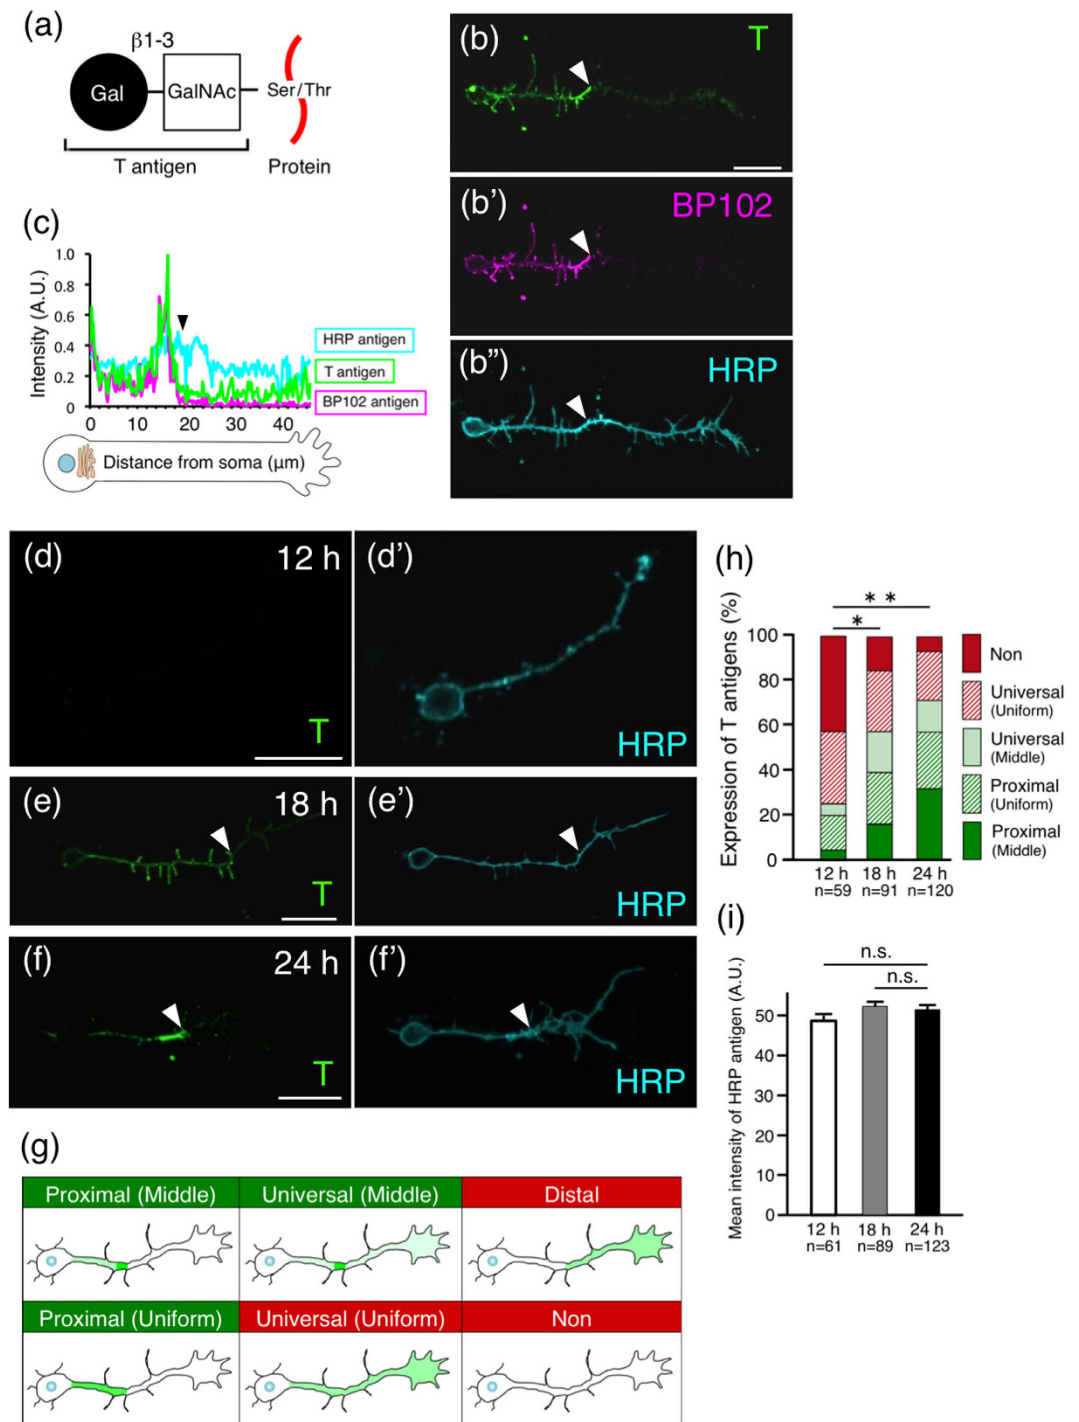 (a)
β1-3
Gal
GalNAc
Ser/Thr
T antigen
Protein
(b)
T
(b')
BP102
(b")
HRP
(c)
Intensity (A.U.)
1.0
0.8
0.6
0.4
0.2
0
0 10 20 30 40
HRP antigen
T antigen
BP102 antigen
Distance from soma (μm)
(d)
12 h
T
(d')
HRP
(e)
18 h
T
(e')
HRP
(f)
24 h
T
(f')
HRP
(g)
Proximal (Middle)
Universal (Middle)
Distal
Proximal (Uniform)
Universal (Uniform)
Non
(h)
Expression of T antigens (%)
100
80
60
40
20
0
* *
*
12 h 18 h 24 h
n=59 n=91 n=120
Non
Universal
(Uniform)
Universal
(Middle)
Proximal
(Uniform)
Proximal
(Middle)
(i)
Mean intensity of HRP antigen (A.U.)
50
40
50
20
10
0
n.s.
n.s.
12 h 18 h 24 h
n=61 n=89 n=123